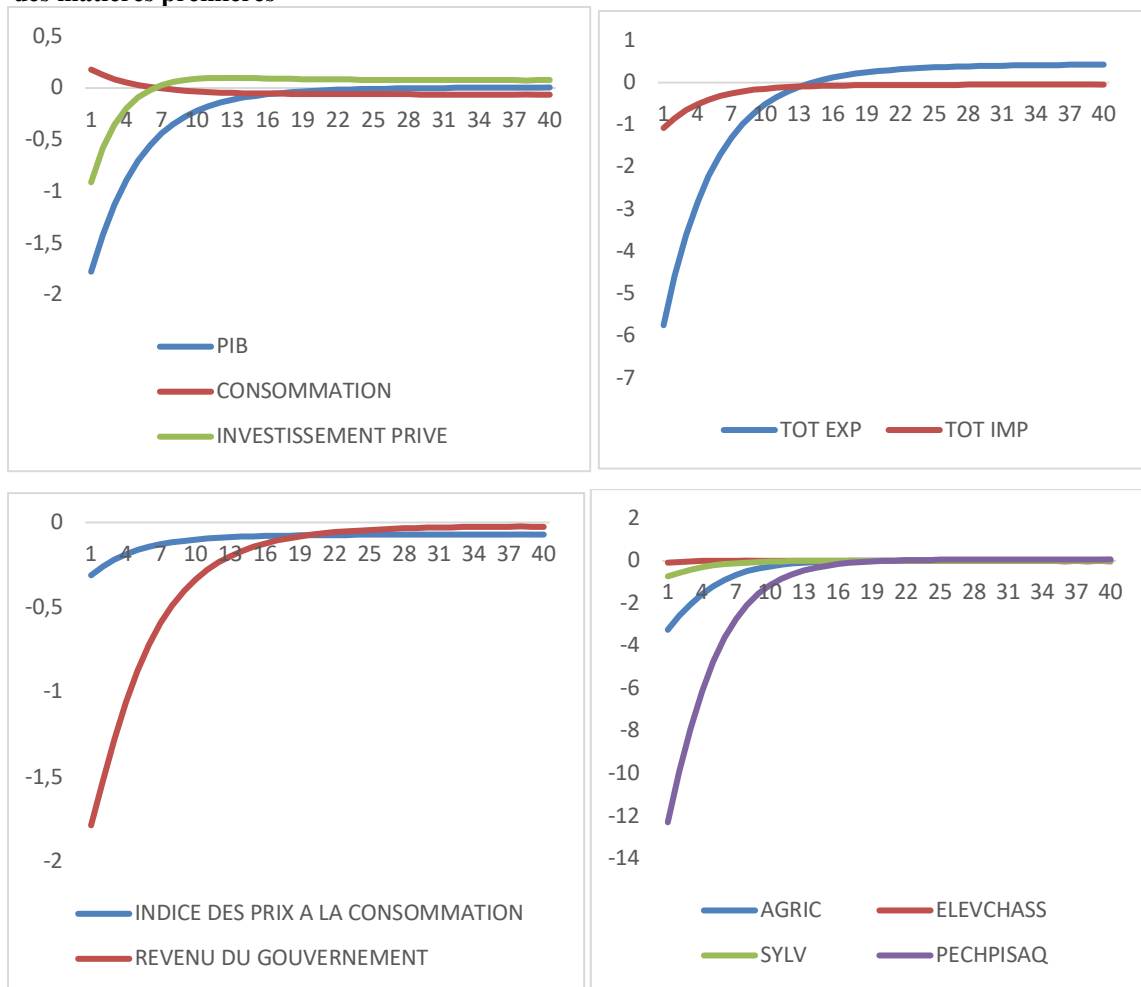 des matières premières
0,5
0
-0,5
-1
-1,5
-2
1 4 7 10 13 16 19 22 25 28 31 34 37 40
PIB
CONSOMMATION
INVESTISSEMENT PRIVE
1
0
-1
-2
-3
-4
-5
-6
-7
1 4 7 10 13 16 19 22 25 28 31 34 37 40
TOT EXP TOT IMP
0
-0,5
-1
-1,5
-2
1 4 7 10 13 16 19 22 25 28 31 34 37 40
INDICE DES PRIX A LA CONSOMMATION
REVENU DU GOUVERNEMENT
2
0
-2
-4
-6
-8
-10
-12
-14
1 4 7 10 13 16 19 22 25 28 31 34 37 40
AGRIC ELEVCHASS
SYLV PECHPISAQ